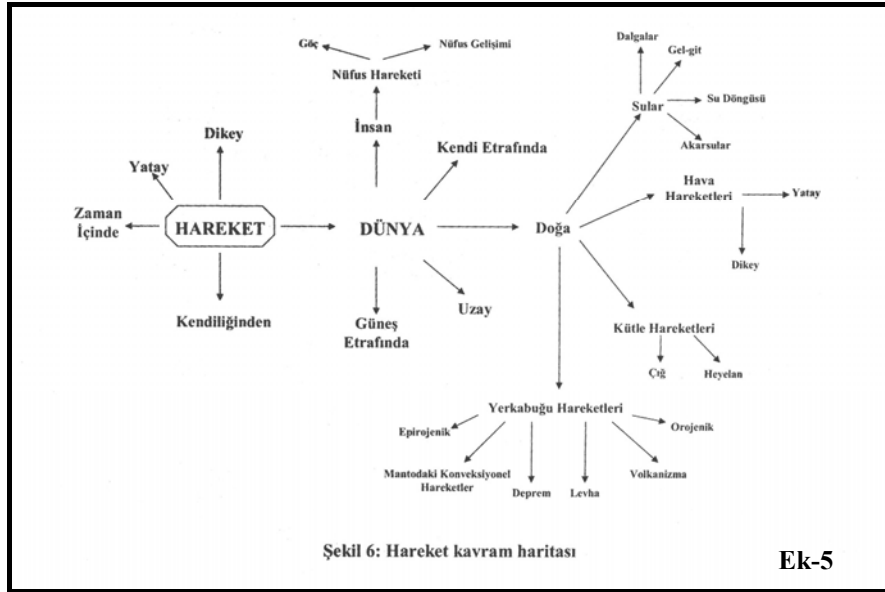 Göç
Nüfus Gelişimi
Nüfus Hareketi
İnsan
Dikey
Yatay
Zaman
İçinde
HAREKET
Kendiliğinden
Kendi Etrafında
DÜNYA
Güneş
Etrafında
Uzay
Doğa
Dalgalar
Gel-git
Sular
Su Döngüsü
Akarsular
Hava
Hareketleri
Yatay
Dikey
Kütle Hareketleri
Çığ
Heyelan
Yerkabuğu Hareketleri
Epirojenik
Orojenik
Mantodaki Konveksiyonel
Hareketler
Deprem
Levha
Volkanizma
Şekil 6: Hareket kavram haritası
Ek-5